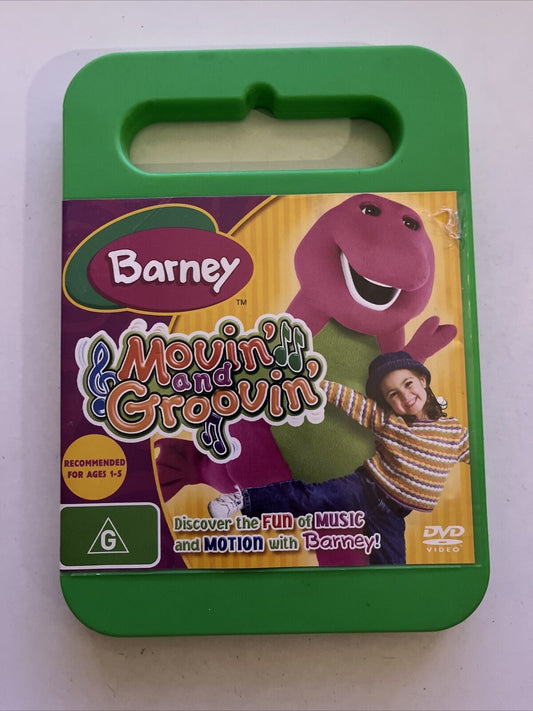 Barney
TM
Movin'
and
Groovin'
RECOMMENDED
FOR AGES 1-5
G
Discover the FUN of MUSIC
and MOTION with Barney!
DVD
VIDEO